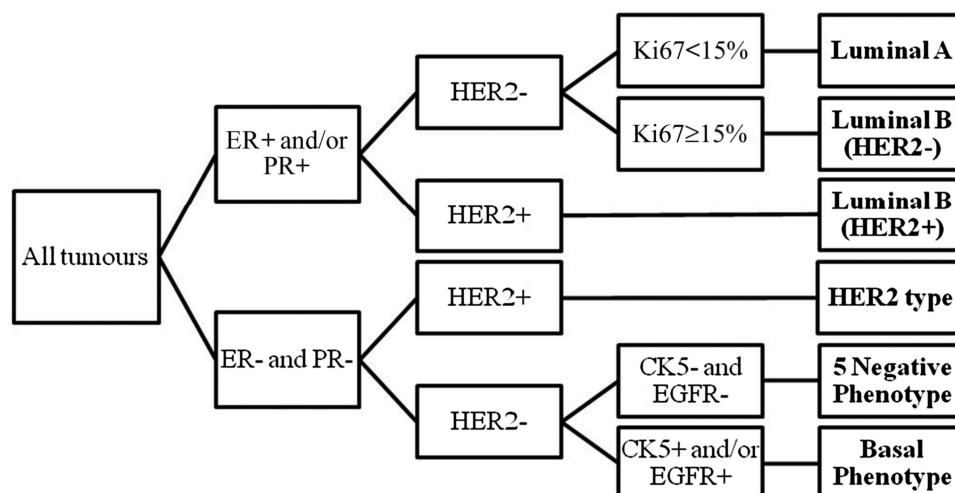 All tumours
ER+ and/or
PR+
ER- and PR-
HER2-
HER2+
HER2+
HER2-
Ki67<15%
Ki67≥15%
CK5- and
EGFR-
CK5+ and/or
EGFR+
Luminal A
Luminal B
(HER2-)
Luminal B
(HER2+)
HER2 type
5 Negative
Phenotype
Basal
Phenotype